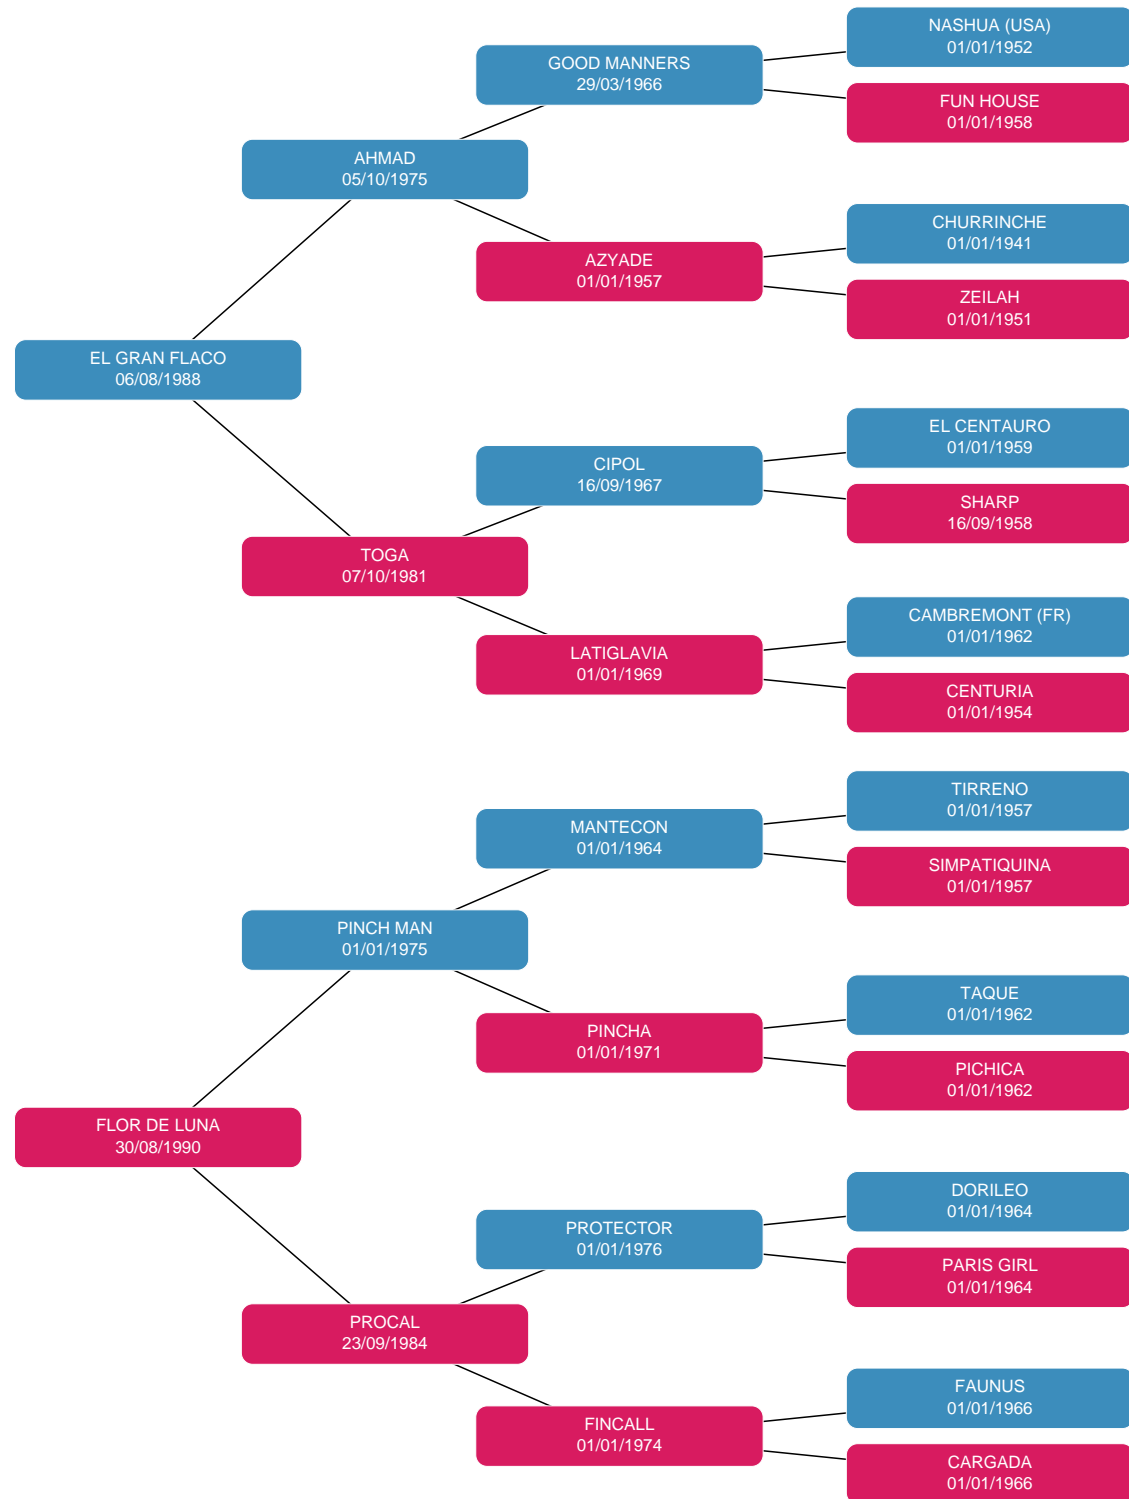 NASHUA (USA)
01/01/1952
GOOD MANNERS
29/03/1966
FUN HOUSE
01/01/1958
AHMAD
05/10/1975
CHURRINCHE
01/01/1941
AZYADE
01/01/1957
ZEILAH
01/01/1951
EL GRAN FLACO
06/08/1988
EL CENTAURO
01/01/1959
CIPOL
16/09/1967
SHARP
16/09/1958
TOGA
07/10/1981
CAMBREMONT (FR)
01/01/1962
LATIGLAVIA
01/01/1969
CENTURIA
01/01/1954
TIRRENO
01/01/1957
MANTECON
01/01/1964
SIMPATIQUINA
01/01/1957
PINCH MAN
01/01/1975
TAQUE
01/01/1962
PINCHA
01/01/1971
PICHICA
01/01/1962
FLOR DE LUNA
30/08/1990
DORILEO
01/01/1964
PROTECTOR
01/01/1976
PARIS GIRL
01/01/1964
PROCAL
23/09/1984
FAUNUS
01/01/1966
FINCALL
01/01/1974
CARGADA
01/01/1966